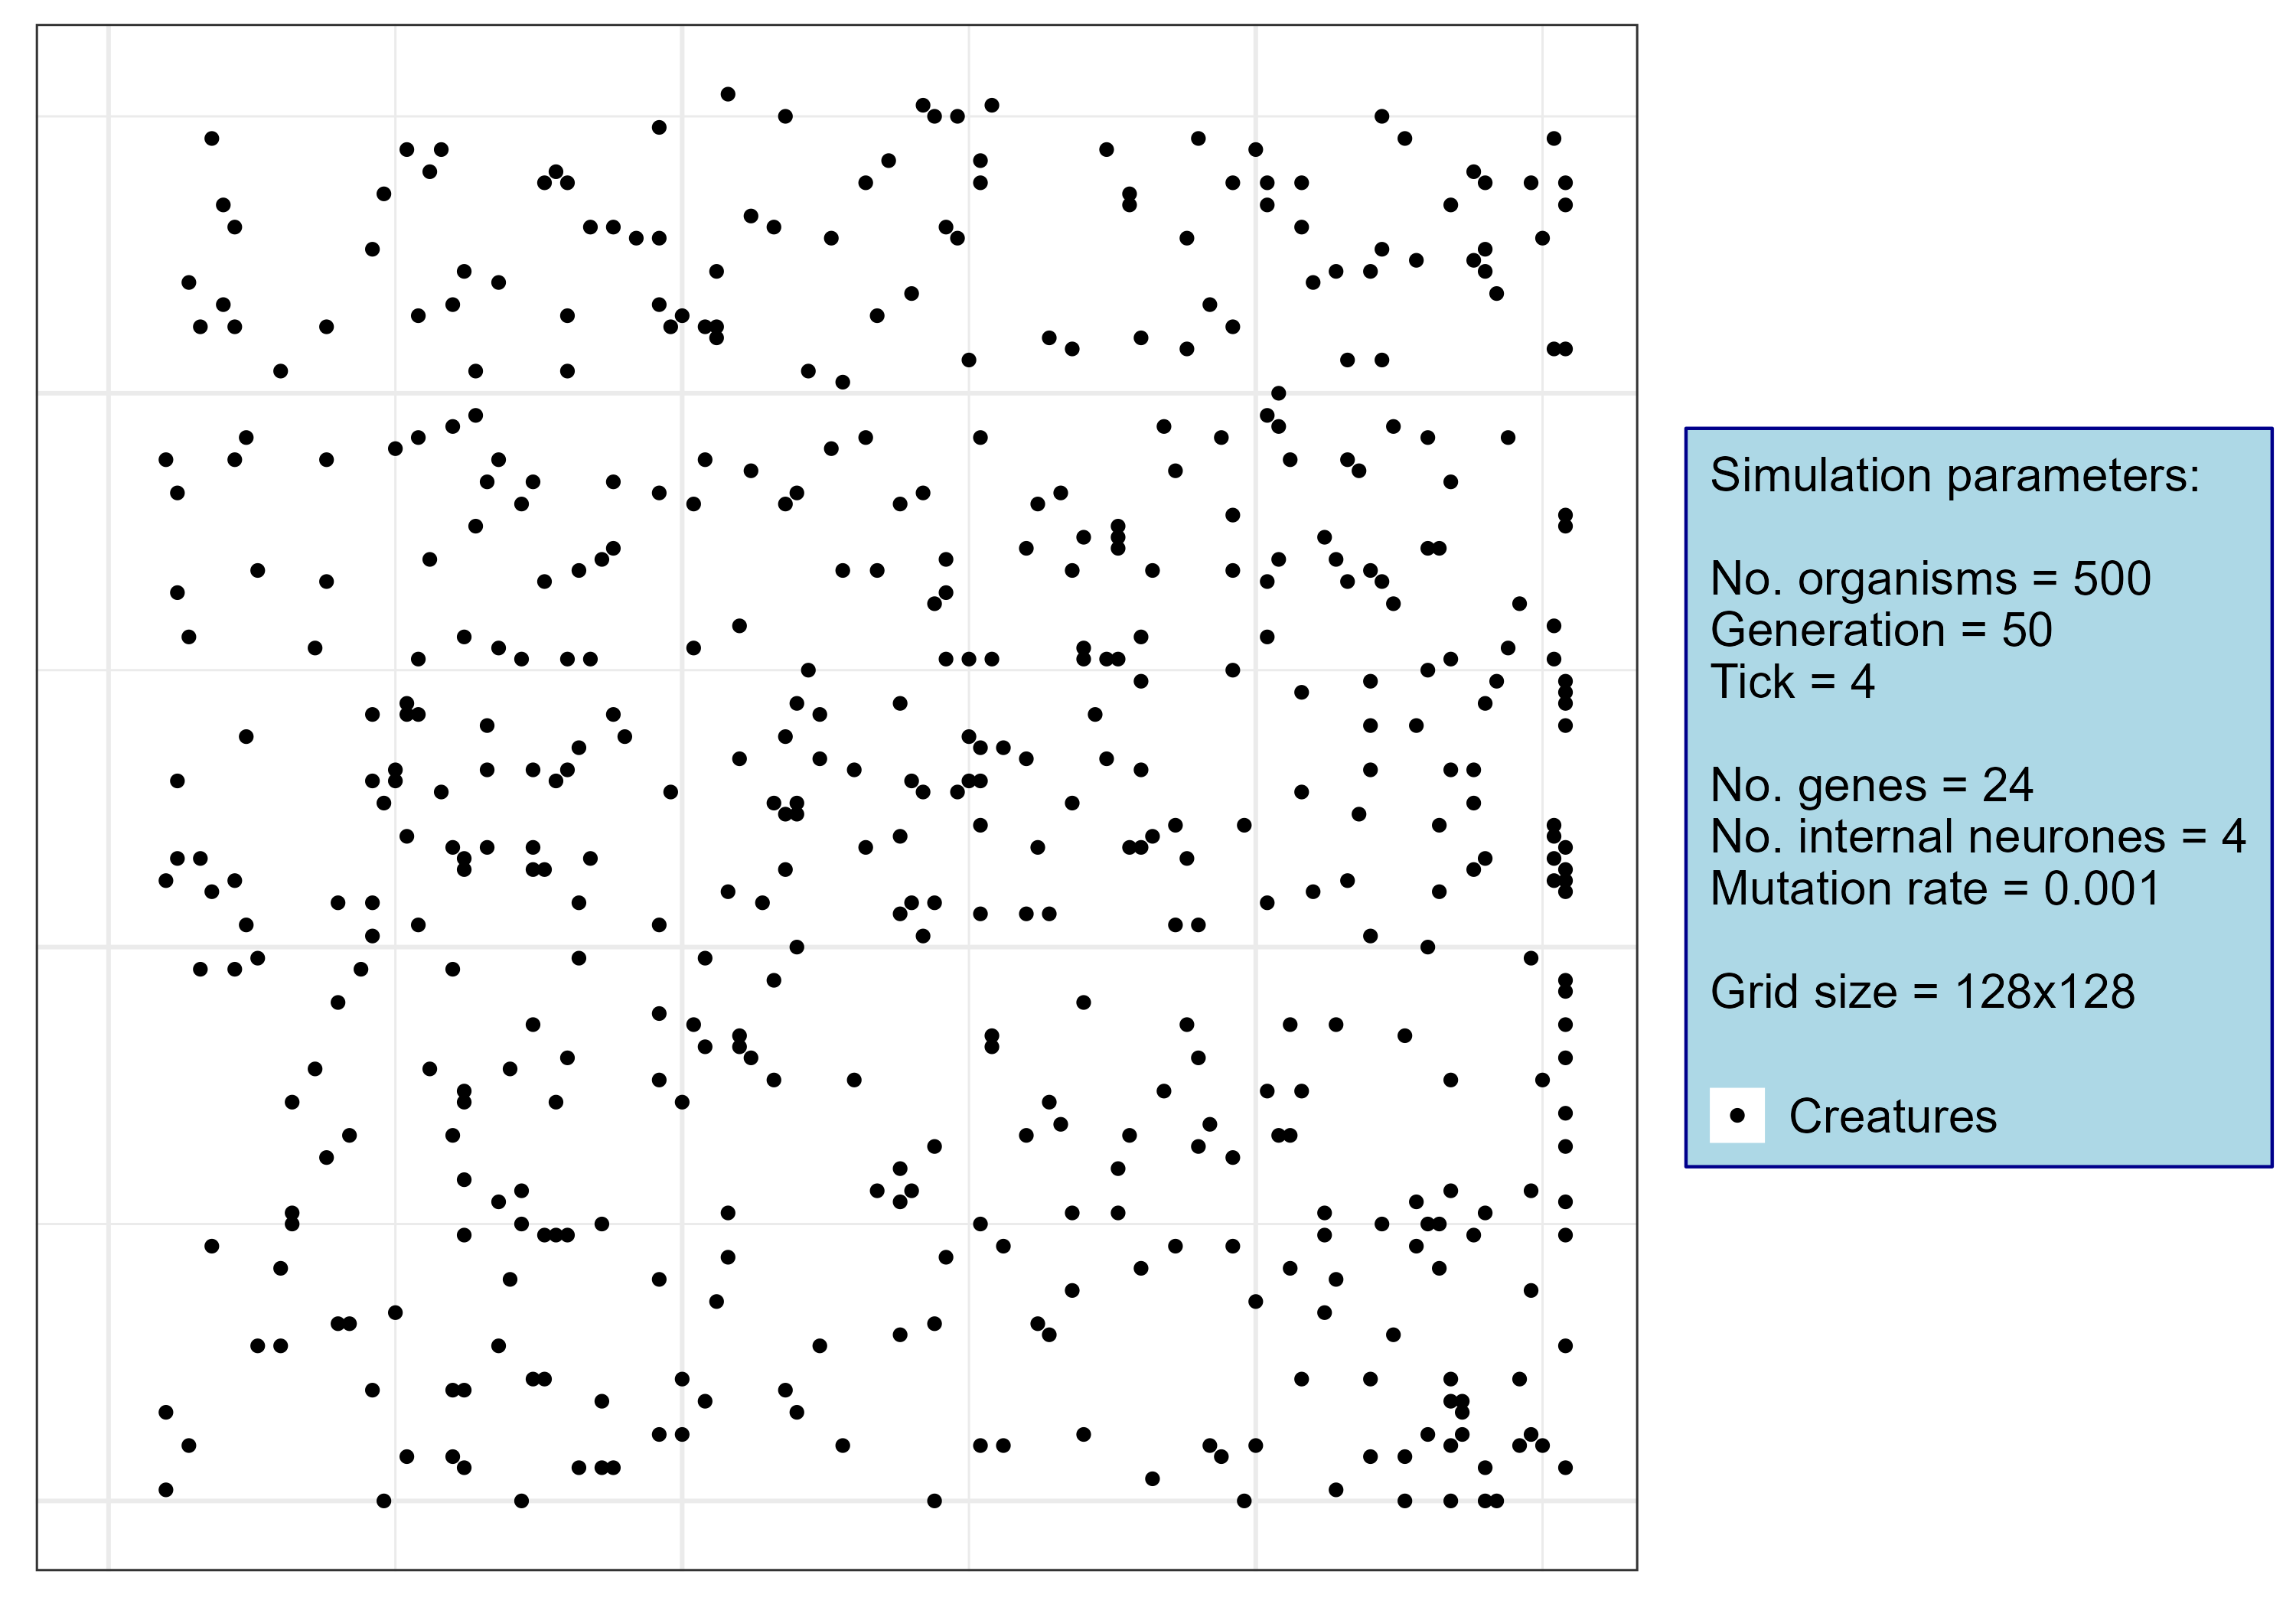 Simulation parameters:
No. organisms = 500
Generation = 50
Tick = 4
No. genes = 24
No. internal neurones = 4
Mutation rate = 0.001
Grid size = 128x128
Creatures